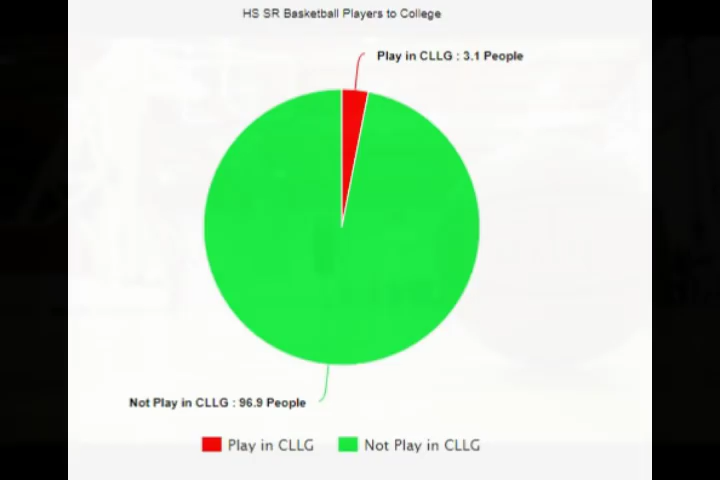 HS SR Basketball Players to College
Play in CLLG : 3.1 People
Not Play in CLLG : 96.9 People
Play in CLLG
Not Play in CLLG